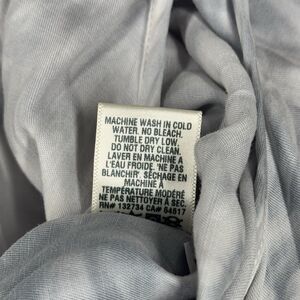 MACHINE WASH IN COLD
WATER. NO BLEACH.
TUMBLE DRY LOW.
DO NOT DRY CLEAN.
LAVER EN MACHINE A
L'EAU FROIDE. 'NE PAS
BLANCHIR'. SÉCHAGE EN
MACHINE À
TEMPÉRATURE MODÉRÉ
NE PAS NETTOYER A SEC.
RN# 132734 CA# 54517